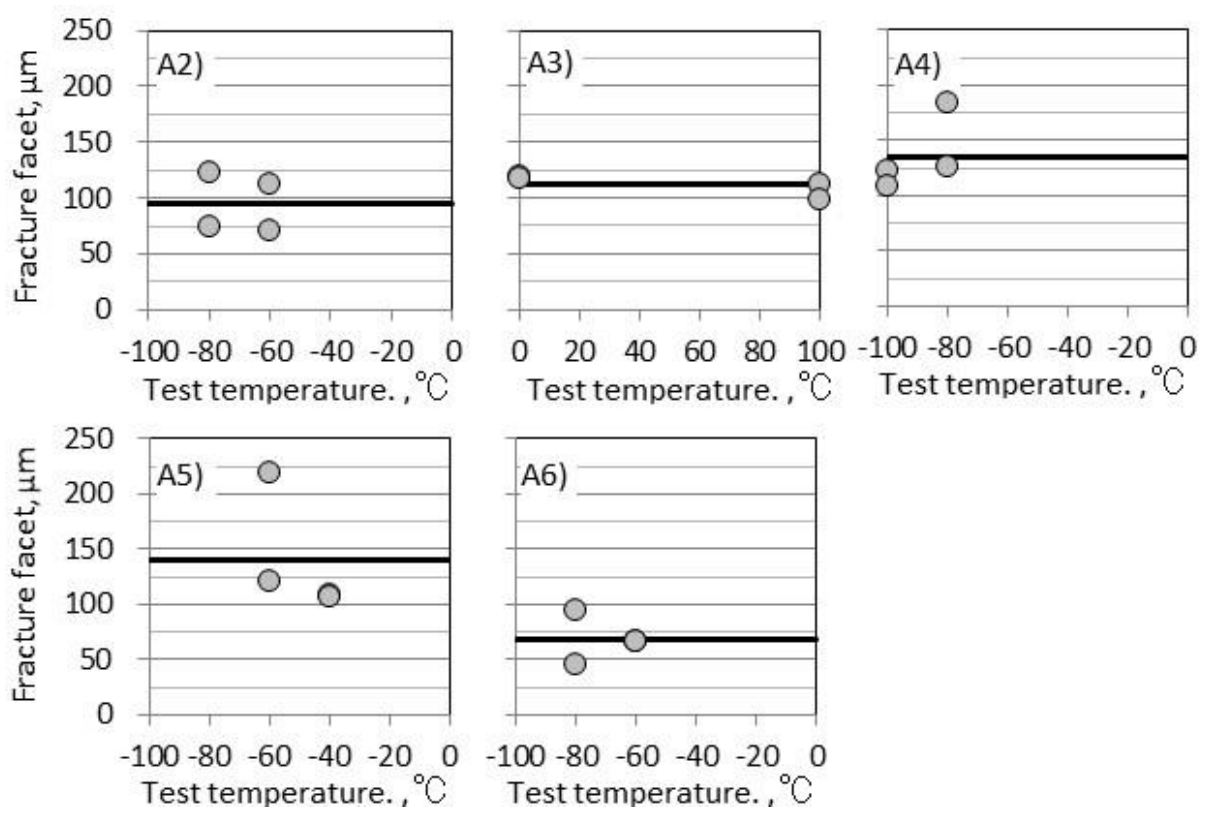 Fracture facet, μm
250
200
150
100
50
0
A2)
-100 -80 -60 -40 -20 0
Test temperature. , °C
A3)
0 20 40 60 80 100
Test temperature. , °C
A4)
-100 -80 -60 -40 -20 0
Test temperature. , °C
Fracture facet, μm
250
200
150
100
50
0
A5)
-100 -80 -60 -40 -20 0
Test temperature. , °C
A6)
-100 -80 -60 -40 -20 0
Test temperature. , °C